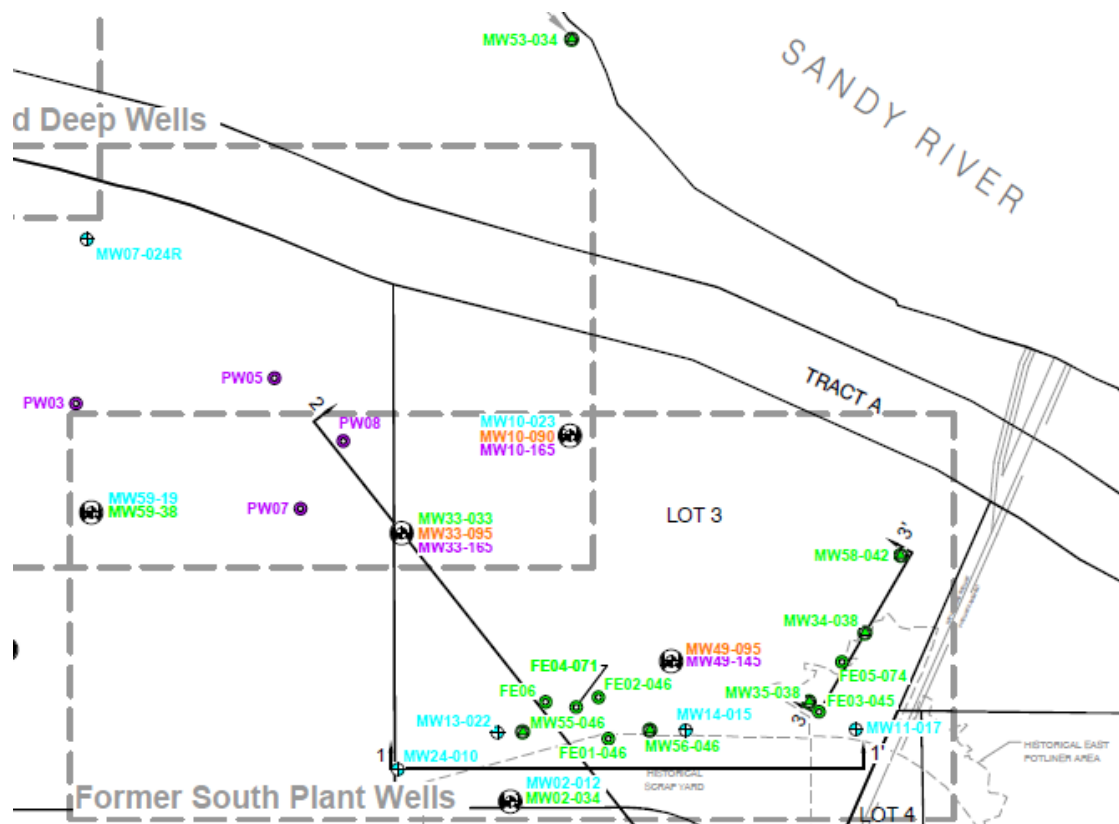 MW53-034
SANDY RIVER
d Deep Wells
MW07-024R
PW05
PW03
TRACT A
2
PW08
MW10-023
MW10-090
MW10-165
MW59-19
MW59-38
PW07
LOT 3
MW33-033
MW33-095
MW33-165
3'
MW58-042
MW34-038
MW49-095
MW49-145
FE04-071
FE05-074
FE02-046
FE06
MW35-038
FE03-045
3
MW13-022
MW55-046
MW14-015
MW11-017
FE01-046
MW56-046
1
1'
MW24-010
HISTORICAL EAST
POTLINER AREA
HISTORICAL
SCRAP YARD
MW02-012
MW02-034
Former South Plant Wells
LOT 4